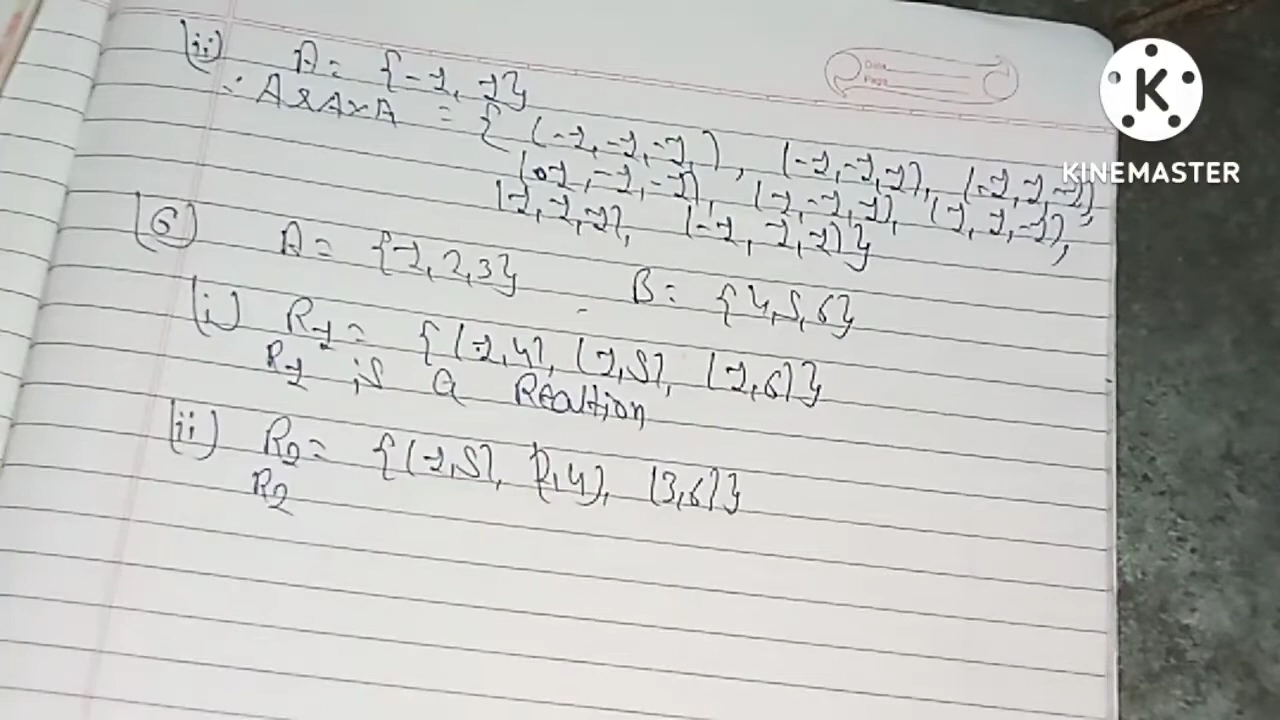 (ii) A = {-1, 1}
∴ A×A×A = { (-1,-1,-1), (-1,-1,1), (-1,1,-1),
(1,-1,-1), (1,-1,1), (1,1,-1),
(1,1,1), (-1,1,1)}
(6) A = {1,2,3} B = {4,5,6}
(i) R1 = {(1,4), (1,5), (1,6)}
R1 is a Realtion
(ii) R2 = {(1,5), (2,4), (3,6)}
R2
Date
Page
K
KINEMASTER